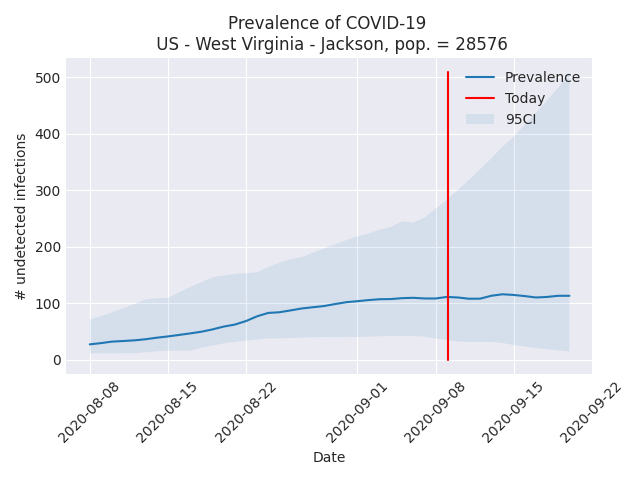 Prevalence of COVID-19
US - West Virginia - Jackson, pop. = 28576
500
400
300
200
100
0
# undetected infections
Prevalence
Today
95CI
2020-08-08
2020-08-15
2020-08-22
2020-09-01
2020-09-08
2020-09-15
2020-09-22
Date